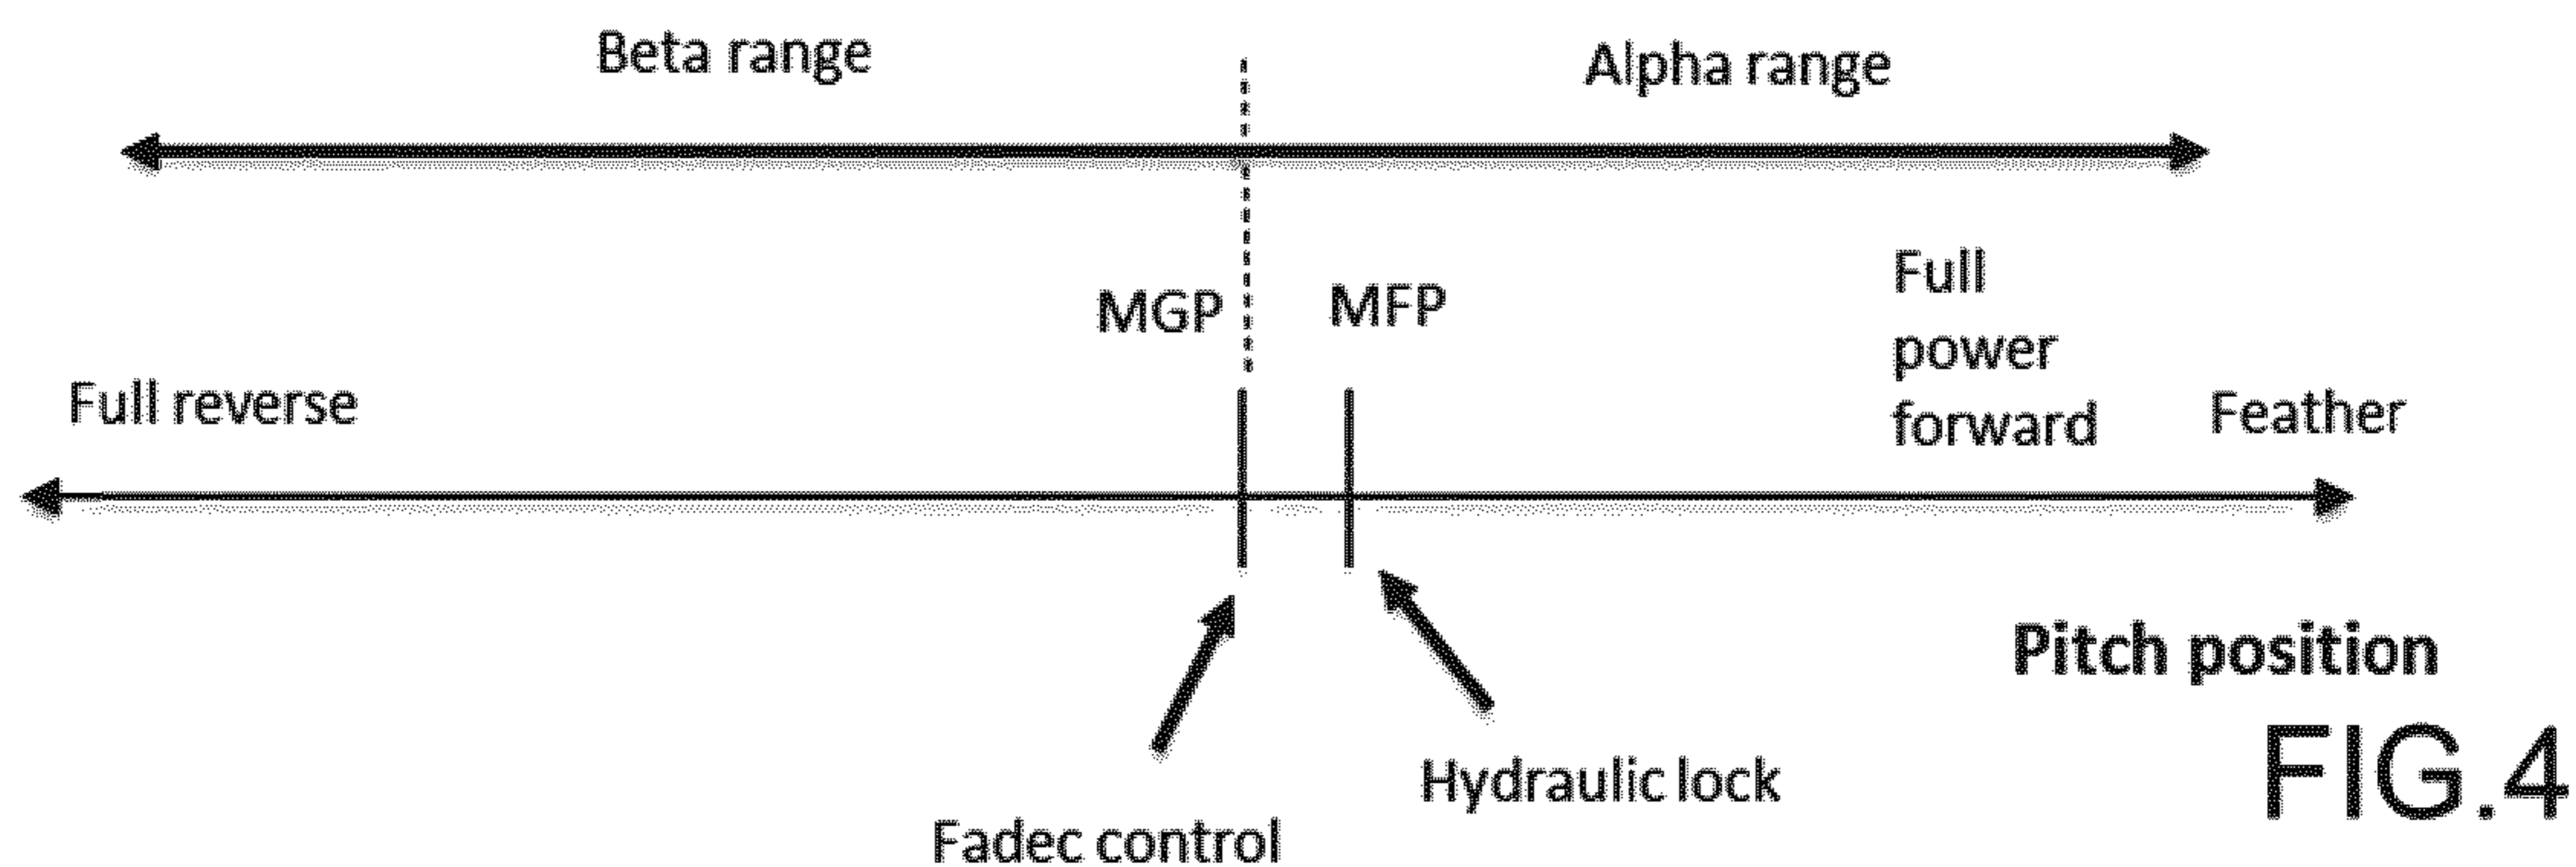 Beta range
Alpha range
MGP
MFP
Full
power
forward
Full reverse
Feather
Pitch position
Hydraulic lock
Fadec control
FIG.4